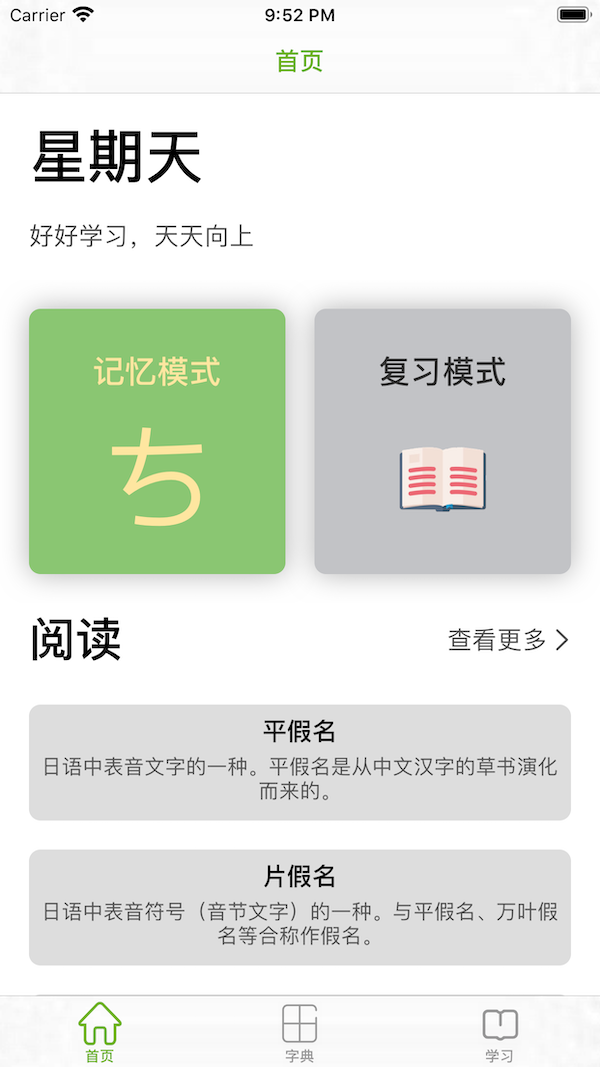 Carrier 9:52 PM
首页
星期天
好好学习，天天向上
记忆模式
复习模式
ち
阅读
查看更多
平假名
日语中表音文字的一种。平假名是从中文汉字的草书演化
而来的。
片假名
日语中表音符号（音节文字）的一种。与平假名、万叶假
名等合称作假名。
首页
字典
学习